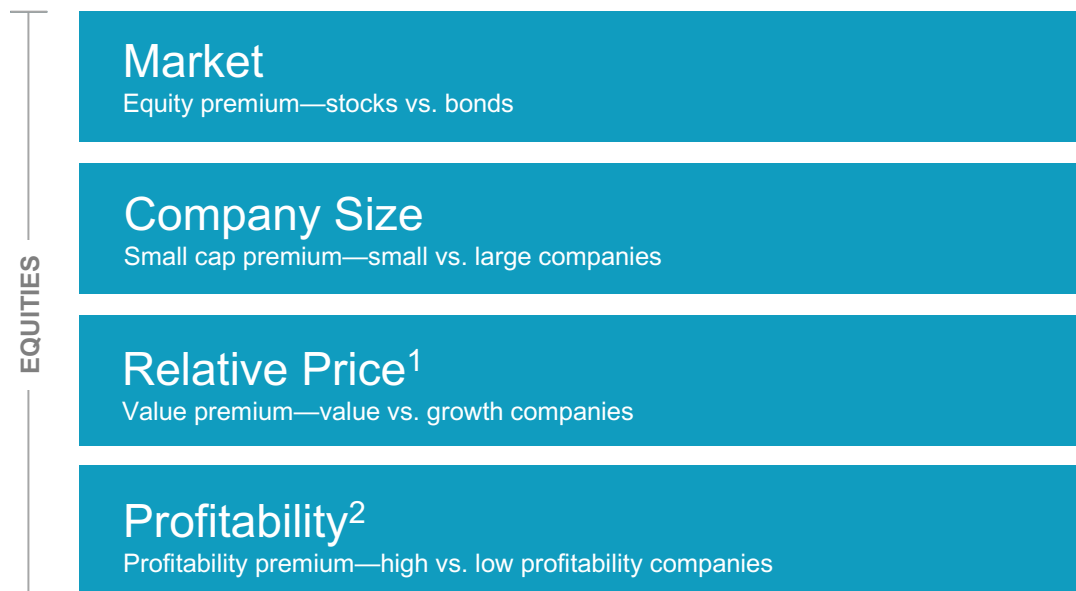 EQUITIES
Market
Equity premium—stocks vs. bonds
Company Size
Small cap premium—small vs. large companies
Relative Price¹
Value premium—value vs. growth companies
Profitability²
Profitability premium—high vs. low profitability companies